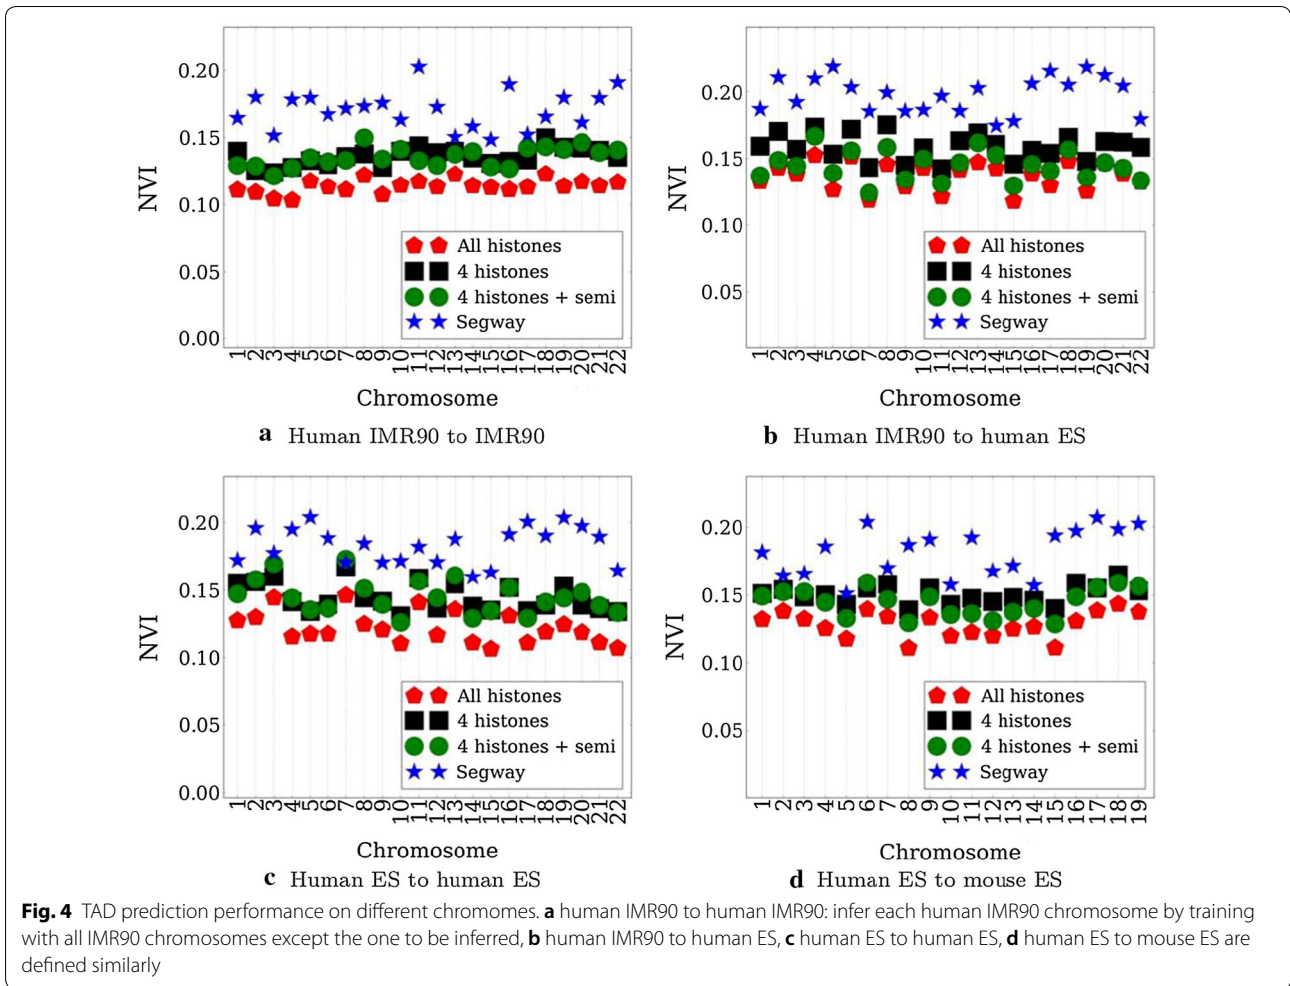 0.20
0.15
0.10
0.05
0.00
NVI
All histones
4 histones
4 histones + semi
Segway
1 2 3 4 5 6 7 8 9 10 11 12 13 14 15 16 17 18 19 20 21 22
Chromosome
a Human IMR90 to IMR90
0.20
0.15
0.10
0.05
NVI
All histones
4 histones
4 histones + semi
Segway
1 2 3 4 5 6 7 8 9 10 11 12 13 14 15 16 17 18 19 20 21 22
Chromosome
b Human IMR90 to human ES
0.20
0.15
0.10
0.05
0.00
NVI
All histones
4 histones
4 histones + semi
Segway
1 2 3 4 5 6 7 8 9 10 11 12 13 14 15 16 17 18 19 20 21 22
Chromosome
c Human ES to human ES
0.20
0.15
0.10
0.05
NVI
All histones
4 histones
4 histones + semi
Segway
1 2 3 4 5 6 7 8 9 10 11 12 13 14 15 16 17 18 19
Chromosome
d Human ES to mouse ES
Fig. 4 TAD prediction performance on different chromomes. a human IMR90 to human IMR90: infer each human IMR90 chromosome by training
with all IMR90 chromosomes except the one to be inferred, b human IMR90 to human ES, c human ES to human ES, d human ES to mouse ES are
defined similarly